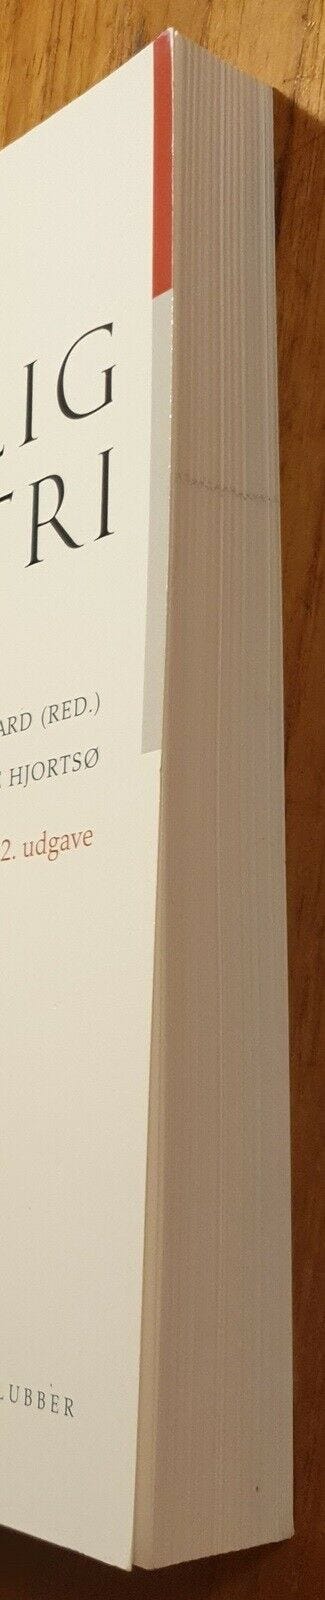 LIG
TRI
ARD (RED.)
HJORTSØ
2. udgave
LUBBER